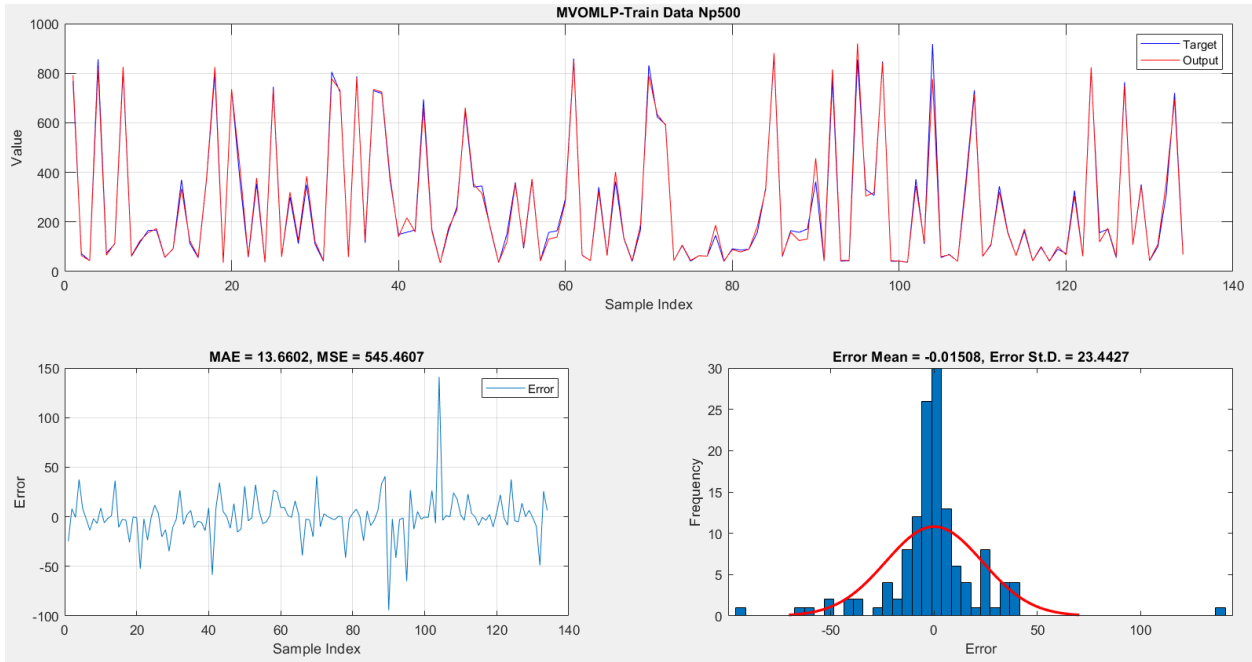 MVOMLP-Train Data Np500
1000
800
600
400
200
0
Value
Target
Output
0 20 40 60 80 100 120 140
Sample Index
MAE = 13.6602, MSE = 545.4607
150
100
50
0
-50
-100
Error
Error
0 20 40 60 80 100 120 140
Sample Index
Error Mean = -0.01508, Error St.D. = 23.4427
30
25
20
15
10
5
0
Frequency
-50 0 50 100
Error